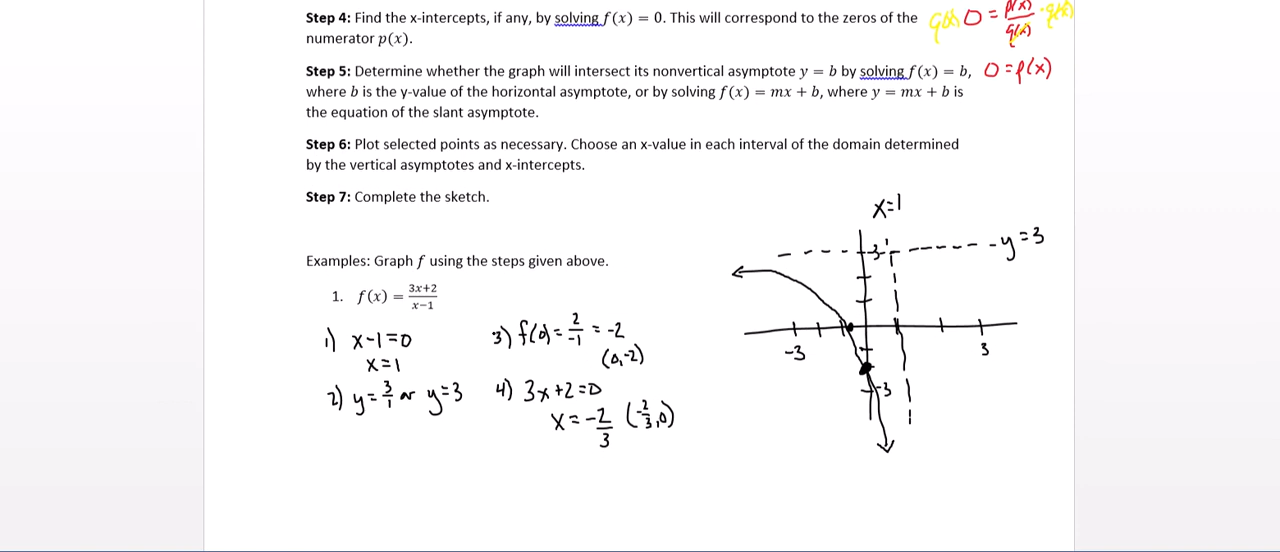 Step 4: Find the x-intercepts, if any, by solving f(x) = 0. This will correspond to the zeros of the
numerator p(x).
q(x) 0 = p(x)/q(x) · q(x)
Step 5: Determine whether the graph will intersect its nonvertical asymptote y = b by solving f(x) = b,
0 = p(x)
where b is the y-value of the horizontal asymptote, or by solving f(x) = mx + b, where y = mx + b is
the equation of the slant asymptote.
Step 6: Plot selected points as necessary. Choose an x-value in each interval of the domain determined
by the vertical asymptotes and x-intercepts.
Step 7: Complete the sketch.
Examples: Graph f using the steps given above.
1. f(x) = 3x+2/x−1
1) x-1=0
x=1
2) y=3/1 or y=3
3) f(0)=2/-1 = -2
(0,-2)
4) 3x+2=0
x=-2/3 (-2/3,0)
x=1
3
y=3
-3
3
-3